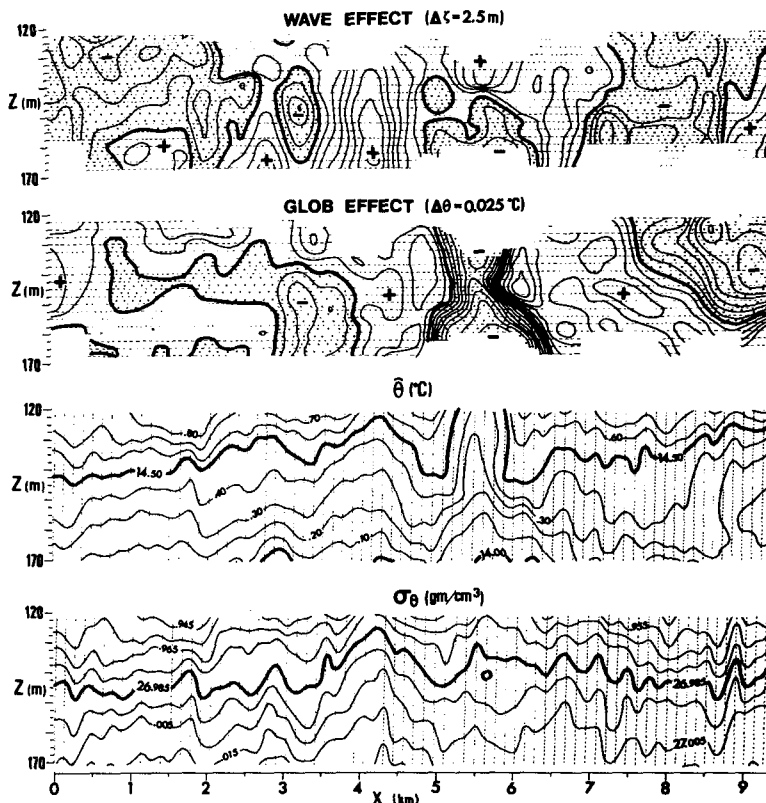 WAVE EFFECT (Δζ=2.5m)
120
Z (m)
170
- + + - + + - - - +
GLOB EFFECT (Δθ=0.025 °C)
120
Z (m)
170
+ - + - - + -
θ̂ (°C)
120
Z (m)
170
.80
.70
.60
14.50
14.50
.40
.30
.20
.10
14.00
.30
σθ (gm/cm³)
120
Z (m)
170
.945
.955
.965
26.985
26.985
.005
.015
27.005
0 1 2 3 4 5 6 7 8 9
X (km)